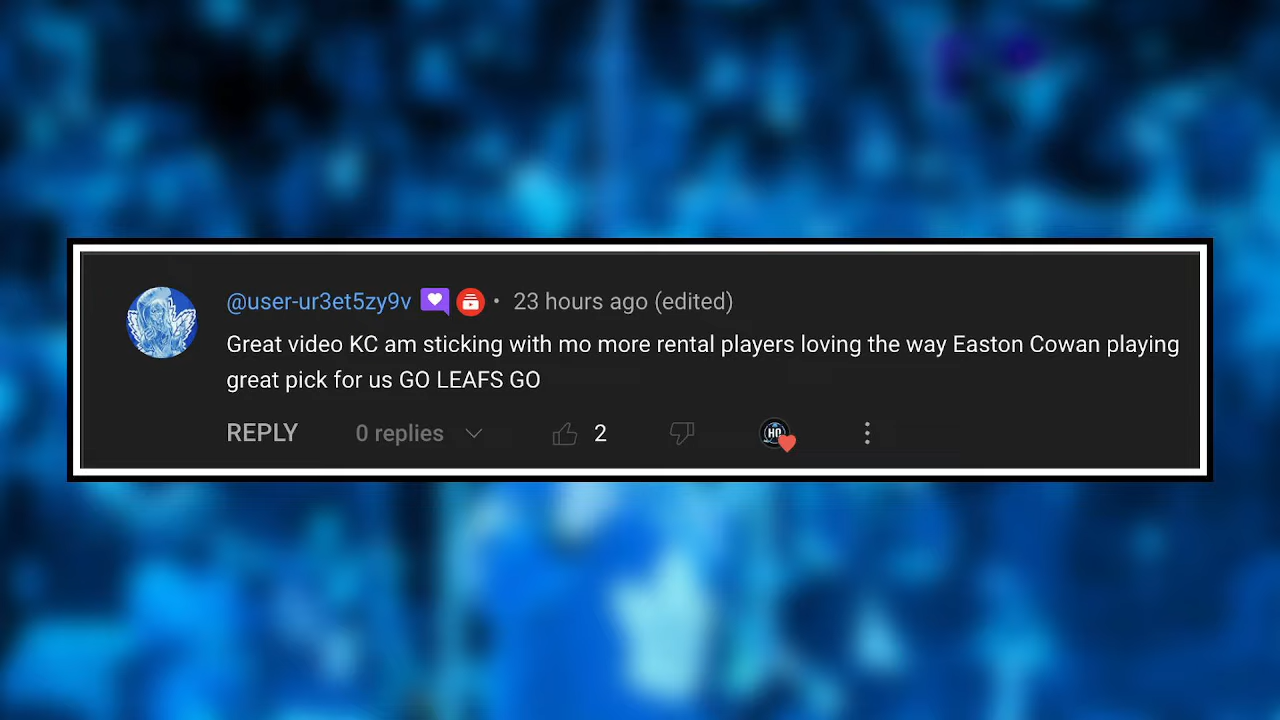 @user-ur3et5zy9v • 23 hours ago (edited)
Great video KC am sticking with mo more rental players loving the way Easton Cowan playing
great pick for us GO LEAFS GO
REPLY 0 replies 2 HQ